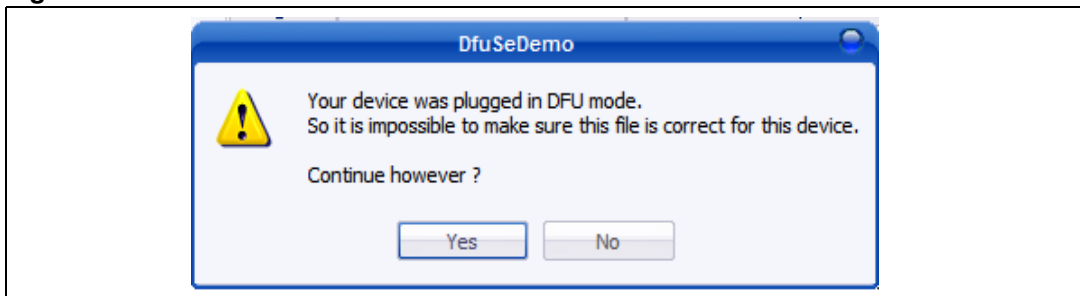 DfuSeDemo
Your device was plugged in DFU mode.
So it is impossible to make sure this file is correct for this device.
Continue however ?
Yes
No